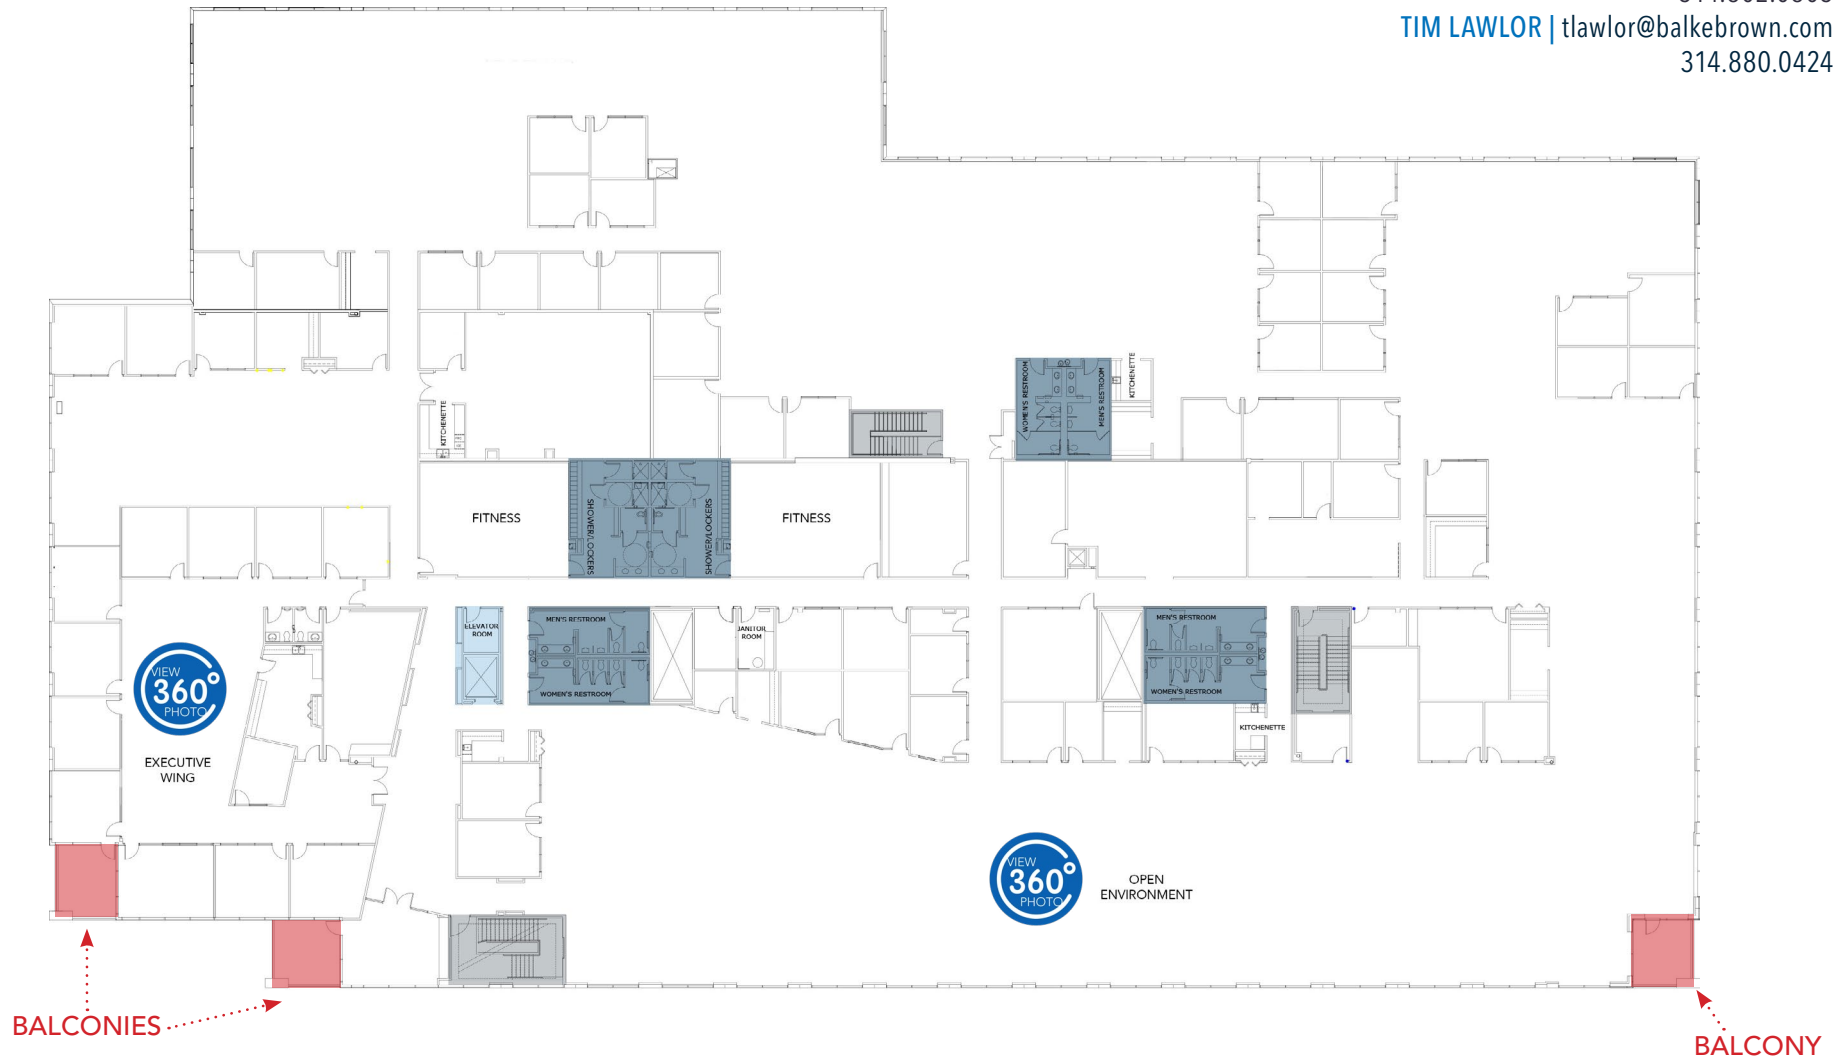 TIM LAWLOR | tlawlor@balkebrown.com
314.880.0424
WOMEN'S RESTROOM
MEN'S RESTROOM
KITCHENETTE
KITCHENETTE
FITNESS
SHOWER/LOCKERS
SHOWER/LOCKERS
FITNESS
ELEVATOR
ROOM
MEN'S RESTROOM
WOMEN'S RESTROOM
JANITOR
ROOM
MEN'S RESTROOM
WOMEN'S RESTROOM
KITCHENETTE
VIEW
360°
PHOTO
EXECUTIVE
WING
VIEW
360°
PHOTO
OPEN
ENVIRONMENT
BALCONIES
BALCONY